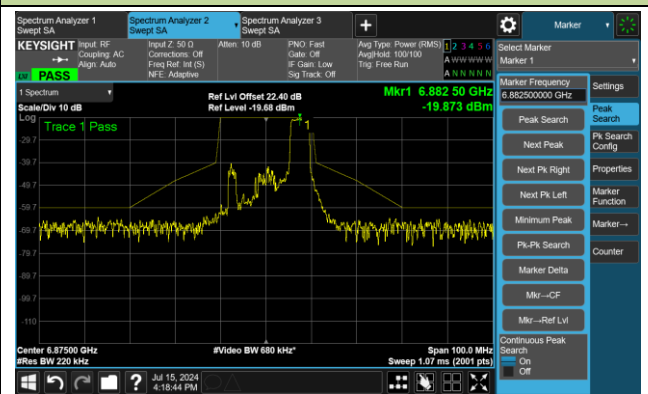 Spectrum Analyzer 1
Swept SA
Spectrum Analyzer 2
Swept SA
Spectrum Analyzer 3
Swept SA
+
Marker
KEYSIGHT
Input: RF
Coupling: AC
Align: Auto
Input Z: 50 Ω
Corrections: Off
Freq Ref: Int (S)
NFE: Adaptive
Atten: 10 dB
PNO: Fast
Gate: Off
IF Gain: Low
Sig Track: Off
Avg Type: Power (RMS)
Avg|Hold: 100/100
Trig: Free Run
1 2 3 4 5 6
A W W W W W
A N N N N N
PASS
Select Marker
Marker 1
1 Spectrum
Scale/Div 10 dB
Ref Lvl Offset 22.40 dB
Ref Level -19.68 dBm
Mkr1 6.882 50 GHz
-19.873 dBm
Log
Trace 1 Pass
1
-29.7
-39.7
-49.7
-59.7
-69.7
-79.7
-89.7
-99.7
-110
Center 6.87500 GHz
#Res BW 220 kHz
#Video BW 680 kHz*
Span 100.0 MHz
Sweep 1.07 ms (2001 pts)
Marker Frequency
6.882500000 GHz
Peak Search
Next Peak
Next Pk Right
Next Pk Left
Minimum Peak
Pk-Pk Search
Marker Delta
Mkr→CF
Mkr→Ref Lvl
Continuous Peak
Search
On
Off
Settings
Peak
Search
Pk Search
Config
Properties
Marker
Function
Marker→
Counter
?
Jul 15, 2024
4:18:44 PM